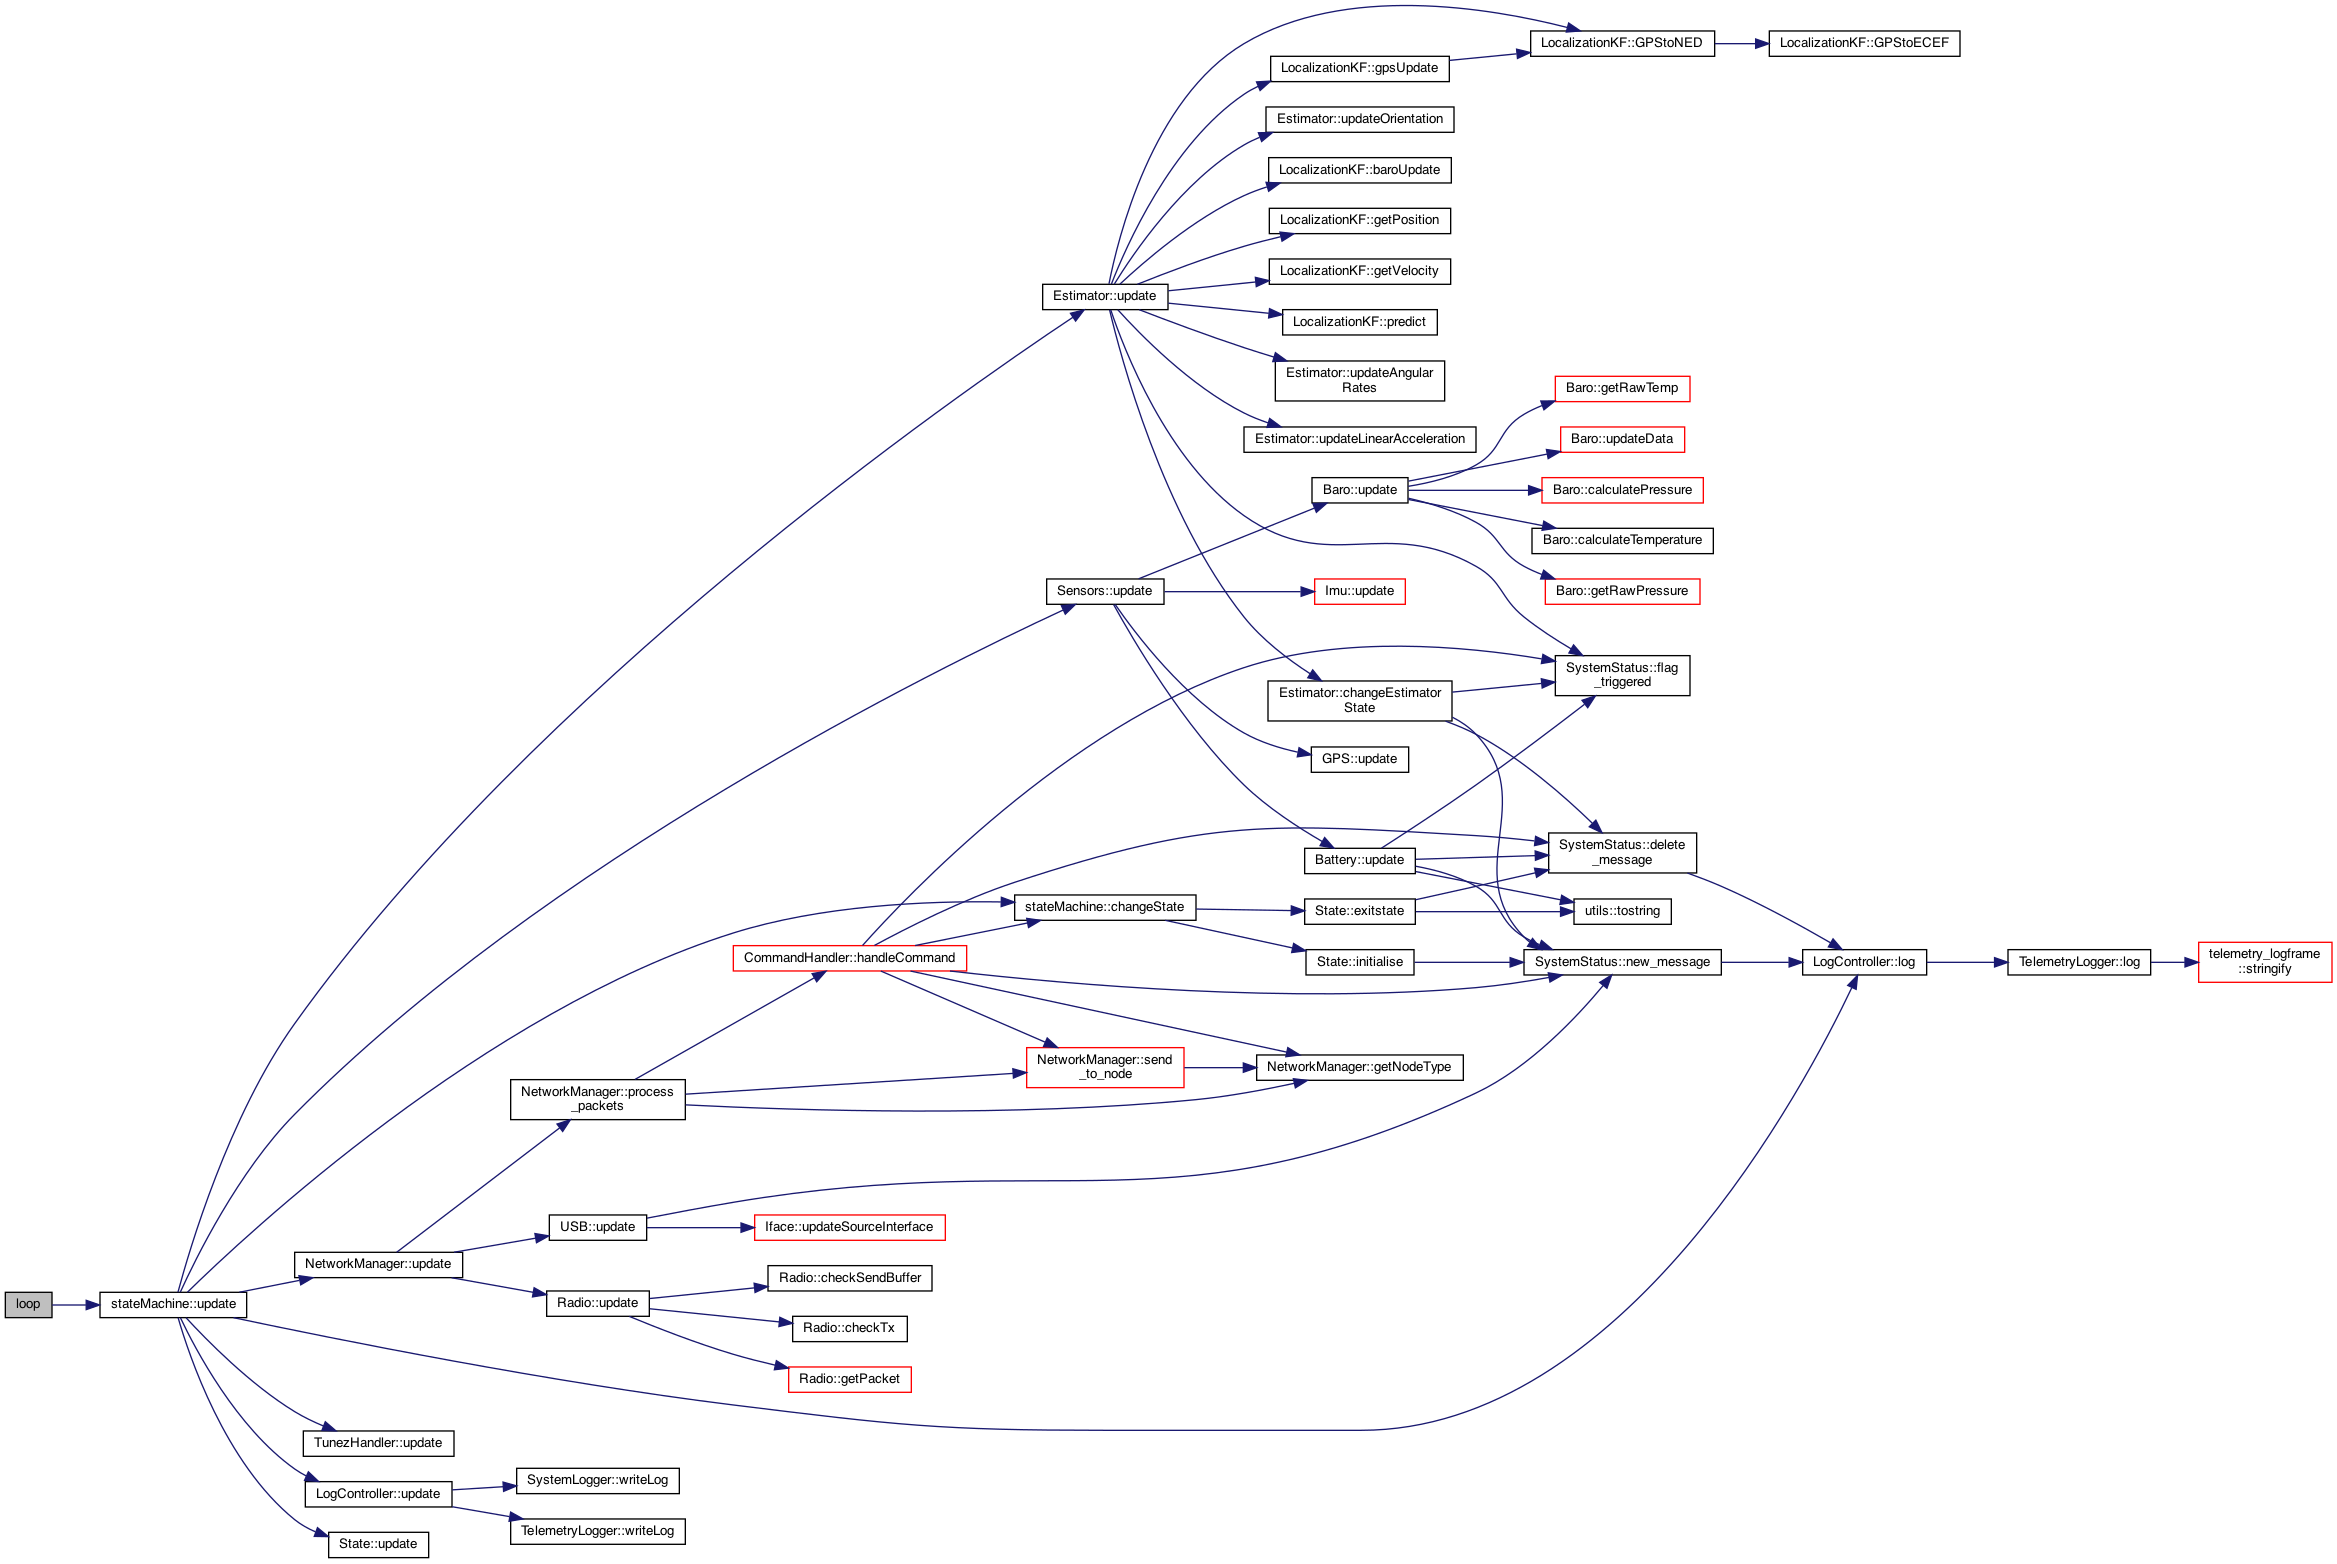 LocalizationKF::GPStoNED
LocalizationKF::GPStoECEF
LocalizationKF::gpsUpdate
Estimator::updateOrientation
LocalizationKF::baroUpdate
LocalizationKF::getPosition
LocalizationKF::getVelocity
Estimator::update
LocalizationKF::predict
Estimator::updateAngular
Rates
Baro::getRawTemp
Estimator::updateLinearAcceleration
Baro::updateData
Baro::update
Baro::calculatePressure
Baro::calculateTemperature
Sensors::update
Imu::update
Baro::getRawPressure
SystemStatus::flag
_triggered
Estimator::changeEstimator
State
GPS::update
SystemStatus::delete
_message
Battery::update
stateMachine::changeState
State::exitstate
utils::tostring
CommandHandler::handleCommand
State::initialise
SystemStatus::new_message
LogController::log
TelemetryLogger::log
telemetry_logframe
::stringify
NetworkManager::send
_to_node
NetworkManager::getNodeType
NetworkManager::process
_packets
USB::update
Iface::updateSourceInterface
NetworkManager::update
Radio::checkSendBuffer
loop
stateMachine::update
Radio::update
Radio::checkTx
Radio::getPacket
TunezHandler::update
SystemLogger::writeLog
LogController::update
TelemetryLogger::writeLog
State::update